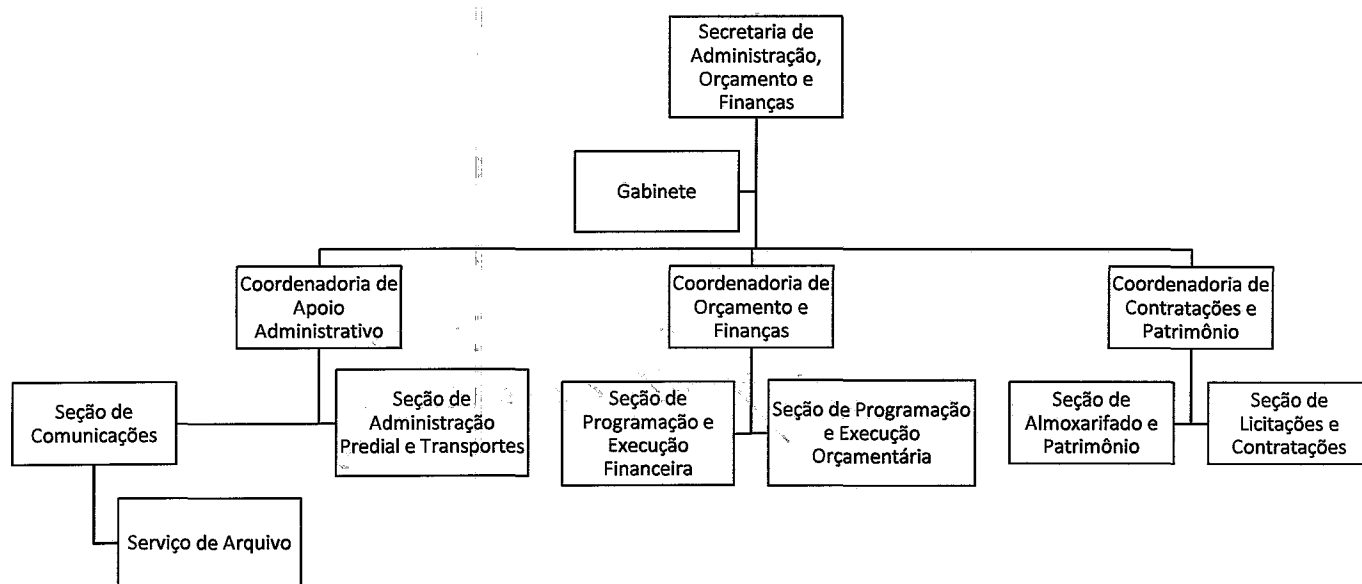 Secretaria de
Administração,
Orçamento e
Finanças
Gabinete
Coordenadoria de
Apoio
Administrativo
Coordenadoria de
Orçamento e
Finanças
Coordenadoria de
Contratações e
Patrimônio
Seção de
Comunicações
Seção de
Administração
Predial e Transportes
Seção de
Programação e
Execução
Financeira
Seção de Programação
e Execução
Orçamentária
Seção de
Almoxarifado e
Patrimônio
Seção de
Licitações e
Contratações
Serviço de Arquivo